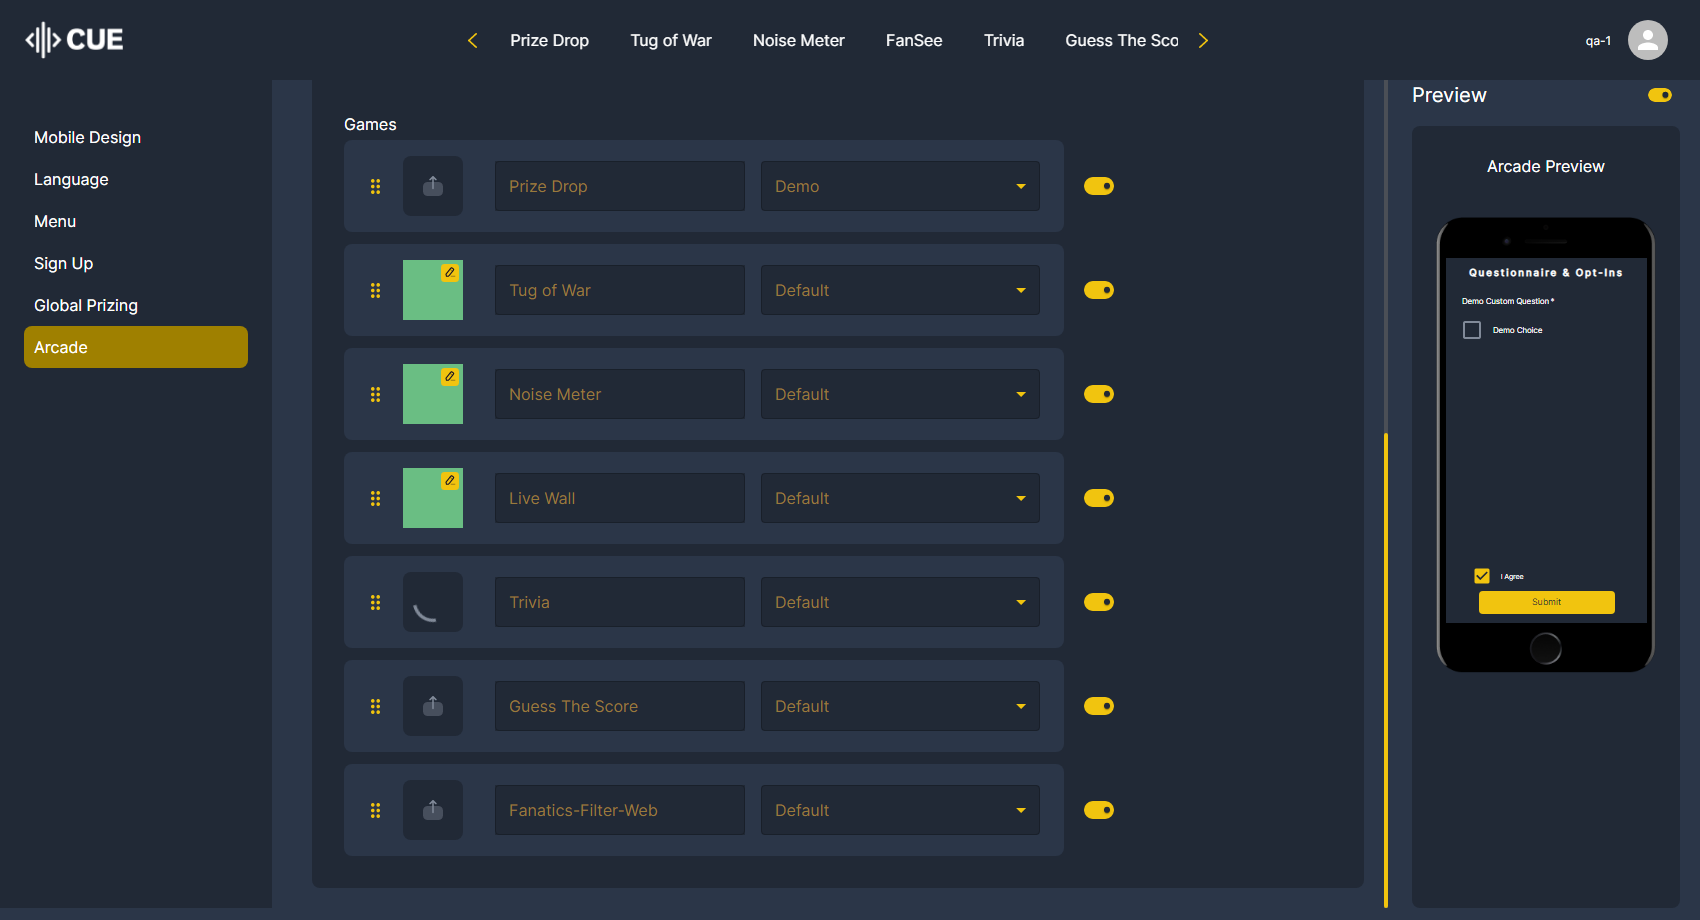 CUE
Prize Drop
Tug of War
Noise Meter
FanSee
Trivia
Guess The Sco
qa-1
Mobile Design
Language
Menu
Sign Up
Global Prizing
Arcade
Games
Prize Drop
Demo
Tug of War
Default
Noise Meter
Default
Live Wall
Default
Trivia
Default
Guess The Score
Default
Fanatics-Filter-Web
Default
Preview
Arcade Preview
Questionnaire & Opt-Ins
Demo Custom Question *
Demo Choice
I Agree
Submit